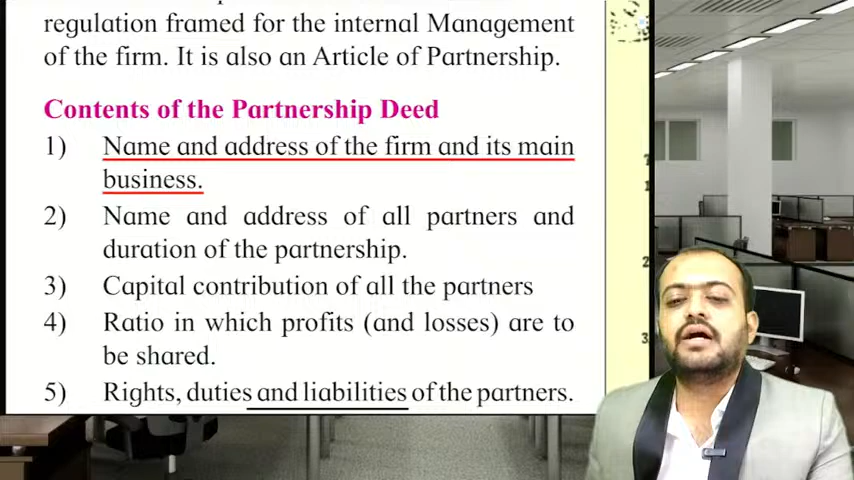 regulation framed for the internal Management
of the firm. It is also an Article of Partnership.
Contents of the Partnership Deed
1) Name and address of the firm and its main
business.
2) Name and address of all partners and
duration of the partnership.
3) Capital contribution of all the partners
4) Ratio in which profits (and losses) are to
be shared.
5) Rights, duties and liabilities of the partners.